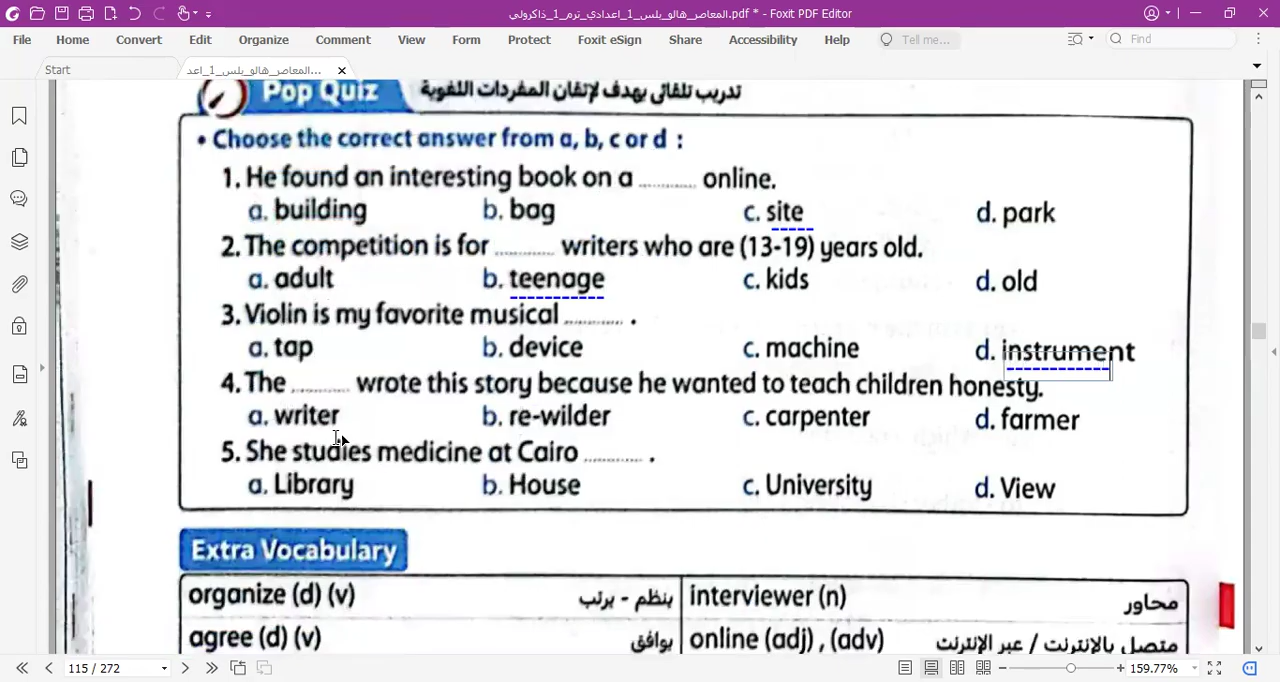 المعاصر_هالو_بلس_1_اعدادي_ترم_1_ذاكرولي.pdf * - Foxit PDF Editor
File Home Convert Edit Organize Comment View Form Protect Foxit eSign Share Accessibility Help Tell me... Find
Start المعاصر_هالو_بلس_1_اعد...
Pop Quiz تدريب تلقائى يهدف لإتقان المفردات اللغوية
• Choose the correct answer from a, b, c or d :
1. He found an interesting book on a .......... online.
a. building b. bag c. site d. park
2. The competition is for .......... writers who are (13-19) years old.
a. adult b. teenage c. kids d. old
3. Violin is my favorite musical .......... .
a. tap b. device c. machine d. instrument
4. The .......... wrote this story because he wanted to teach children honesty.
a. writer b. re-wilder c. carpenter d. farmer
5. She studies medicine at Cairo .......... .
a. Library b. House c. University d. View
Extra Vocabulary
organize (d) (v) ينظم - يرتب interviewer (n) محاور
agree (d) (v) يوافق online (adj) , (adv) متصل بالإنترنت / عبر الإنترنت
115 / 272 159.77%